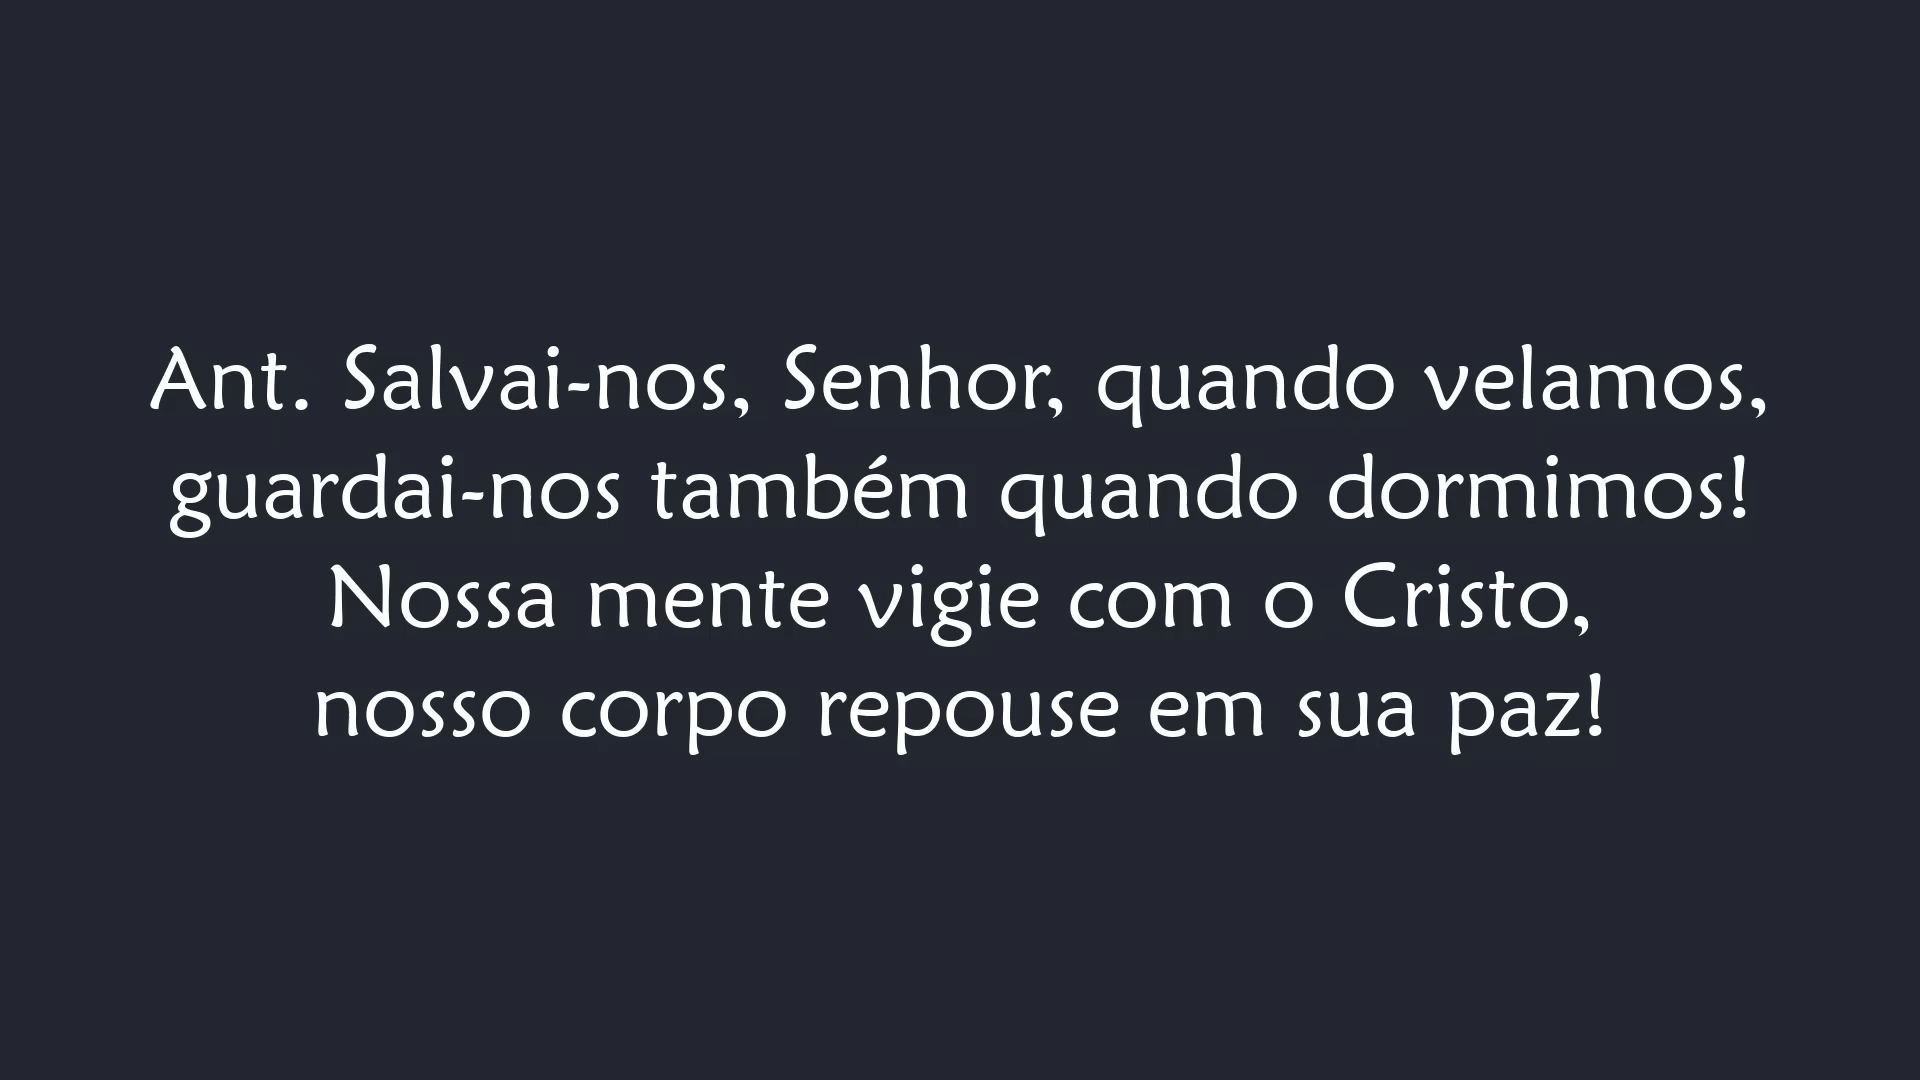 Ant. Salvai-nos, Senhor, quando velamos,
guardai-nos também quando dormimos!
Nossa mente vigie com o Cristo,
nosso corpo repouse em sua paz!